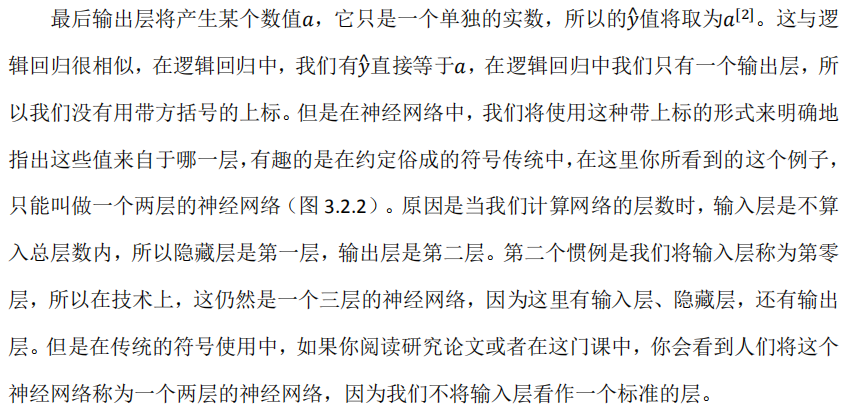 最后输出层将产生某个数值𝑎，它只是一个单独的实数，所以的ŷ值将取为𝑎[2]。这与逻
辑回归很相似，在逻辑回归中，我们有ŷ直接等于𝑎，在逻辑回归中我们只有一个输出层，所
以我们没有用带方括号的上标。但是在神经网络中，我们将使用这种带上标的形式来明确地
指出这些值来自于哪一层，有趣的是在约定俗成的符号传统中，在这里你所看到的这个例子，
只能叫做一个两层的神经网络（图 3.2.2）。原因是当我们计算网络的层数时，输入层是不算
入总层数内，所以隐藏层是第一层，输出层是第二层。第二个惯例是我们将输入层称为第零
层，所以在技术上，这仍然是一个三层的神经网络，因为这里有输入层、隐藏层，还有输出
层。但是在传统的符号使用中，如果你阅读研究论文或者在这门课中，你会看到人们将这个
神经网络称为一个两层的神经网络，因为我们不将输入层看作一个标准的层。